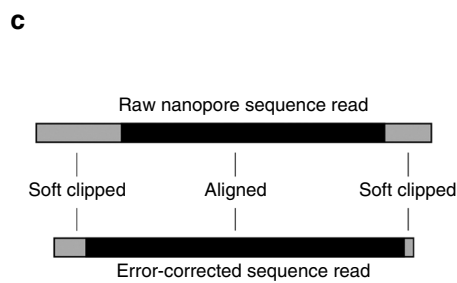 c
Raw nanopore sequence read
Soft clipped Aligned Soft clipped
Error-corrected sequence read